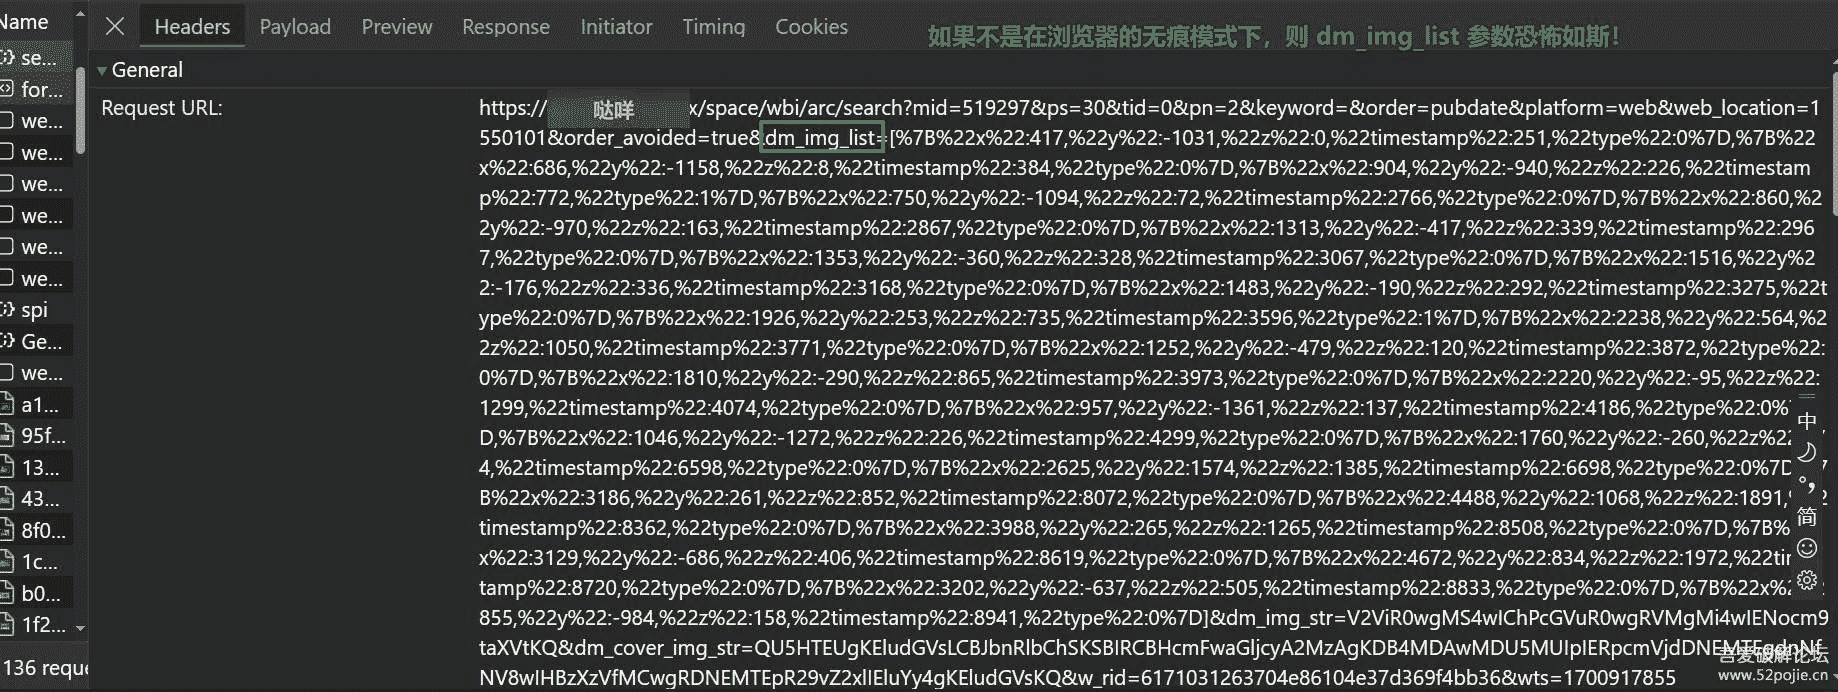 Name
Headers Payload Preview Response Initiator Timing Cookies
如果不是在浏览器的无痕模式下，则 dm_img_list 参数恐怖如斯！
General
Request URL:
https:// 哒咩 x/space/wbi/arc/search?mid=519297&ps=30&tid=0&pn=2&keyword=&order=pubdate&platform=web&web_location=1
550101&order_avoided=true&dm_img_list=[%7B%22x%22:417,%22y%22:-1031,%22z%22:0,%22timestamp%22:251,%22type%22:0%7D,%7B%22
x%22:686,%22y%22:-1158,%22z%22:8,%22timestamp%22:384,%22type%22:0%7D,%7B%22x%22:904,%22y%22:-940,%22z%22:226,%22timestam
p%22:772,%22type%22:1%7D,%7B%22x%22:750,%22y%22:-1094,%22z%22:72,%22timestamp%22:2766,%22type%22:0%7D,%7B%22x%22:860,%22
y%22:-970,%22z%22:163,%22timestamp%22:2867,%22type%22:0%7D,%7B%22x%22:1313,%22y%22:-417,%22z%22:339,%22timestamp%22:296
7,%22type%22:0%7D,%7B%22x%22:1353,%22y%22:-360,%22z%22:328,%22timestamp%22:3067,%22type%22:0%7D,%7B%22x%22:1516,%22y%22
:-176,%22z%22:336,%22timestamp%22:3168,%22type%22:0%7D,%7B%22x%22:1483,%22y%22:-190,%22z%22:292,%22timestamp%22:3275,%22t
ype%22:0%7D,%7B%22x%22:1926,%22y%22:253,%22z%22:735,%22timestamp%22:3596,%22type%22:1%7D,%7B%22x%22:2238,%22y%22:564,%22
z%22:1050,%22timestamp%22:3771,%22type%22:0%7D,%7B%22x%22:1252,%22y%22:-479,%22z%22:120,%22timestamp%22:3872,%22type%22:
0%7D,%7B%22x%22:1810,%22y%22:-290,%22z%22:865,%22timestamp%22:3973,%22type%22:0%7D,%7B%22x%22:2220,%22y%22:-95,%22z%22:
1299,%22timestamp%22:4074,%22type%22:0%7D,%7B%22x%22:957,%22y%22:-1361,%22z%22:137,%22timestamp%22:4186,%22type%22:0%
D,%7B%22x%22:1046,%22y%22:-1272,%22z%22:226,%22timestamp%22:4299,%22type%22:0%7D,%7B%22x%22:1760,%22y%22:-260,%22z%22
4,%22timestamp%22:6598,%22type%22:0%7D,%7B%22x%22:2625,%22y%22:1574,%22z%22:1385,%22timestamp%22:6698,%22type%22:0%7D
B%22x%22:3186,%22y%22:261,%22z%22:852,%22timestamp%22:8072,%22type%22:0%7D,%7B%22x%22:4488,%22y%22:1068,%22z%22:1891,
timestamp%22:8362,%22type%22:0%7D,%7B%22x%22:3988,%22y%22:265,%22z%22:1265,%22timestamp%22:8508,%22type%22:0%7D,%7B%
x%22:3129,%22y%22:-686,%22z%22:406,%22timestamp%22:8619,%22type%22:0%7D,%7B%22x%22:4672,%22y%22:834,%22z%22:1972,%22ti
tamp%22:8720,%22type%22:0%7D,%7B%22x%22:3202,%22y%22:-637,%22z%22:505,%22timestamp%22:8833,%22type%22:0%7D,%7B%22x%22
855,%22y%22:-984,%22z%22:158,%22timestamp%22:8941,%22type%22:0%7D]&dm_img_str=V2ViR0wgMS4wIChPcGVuR0wgRVMgMi4wIENocm9
taXVtKQ&dm_cover_img_str=QU5HTEUgKEludGVsLCBJbnRlbChSKSBIRCBHcmFwaGljcyA2MzAgKDB4MDAwMDU5MUIpIERpcmVjdDNEMTEgdnNf
NV8wIHBzXzVfMCwgRDNEMTEpR29vZ2xlIEluYy4gKEludGVsKQ&w_rid=6171031263704e86104e37d369f4bb36&wts=1700917855
se...
for...
we...
we...
we...
we...
we...
we...
spi
Ge...
we...
a1...
95f...
13...
43...
8f0...
1c...
b0...
1f2...
136 reque
中
简
吾爱破解论坛
www.52pojie.cn